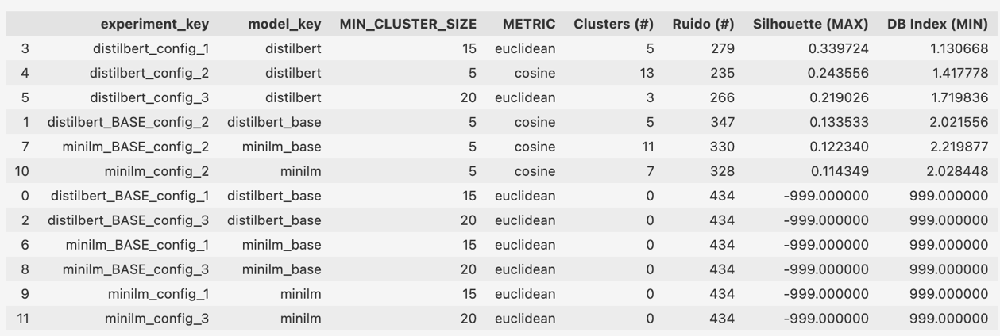 experiment_key model_key MIN_CLUSTER_SIZE METRIC Clusters (#) Ruido (#) Silhouette (MAX) DB Index (MIN)
3 distilbert_config_1 distilbert 15 euclidean 5 279 0.339724 1.130668
4 distilbert_config_2 distilbert 5 cosine 13 235 0.243556 1.417778
5 distilbert_config_3 distilbert 20 euclidean 3 266 0.219026 1.719836
1 distilbert_BASE_config_2 distilbert_base 5 cosine 5 347 0.133533 2.021556
7 minilm_BASE_config_2 minilm_base 5 cosine 11 330 0.122340 2.219877
10 minilm_config_2 minilm 5 cosine 7 328 0.114349 2.028448
0 distilbert_BASE_config_1 distilbert_base 15 euclidean 0 434 -999.000000 999.000000
2 distilbert_BASE_config_3 distilbert_base 20 euclidean 0 434 -999.000000 999.000000
6 minilm_BASE_config_1 minilm_base 15 euclidean 0 434 -999.000000 999.000000
8 minilm_BASE_config_3 minilm_base 20 euclidean 0 434 -999.000000 999.000000
9 minilm_config_1 minilm 15 euclidean 0 434 -999.000000 999.000000
11 minilm_config_3 minilm 20 euclidean 0 434 -999.000000 999.000000